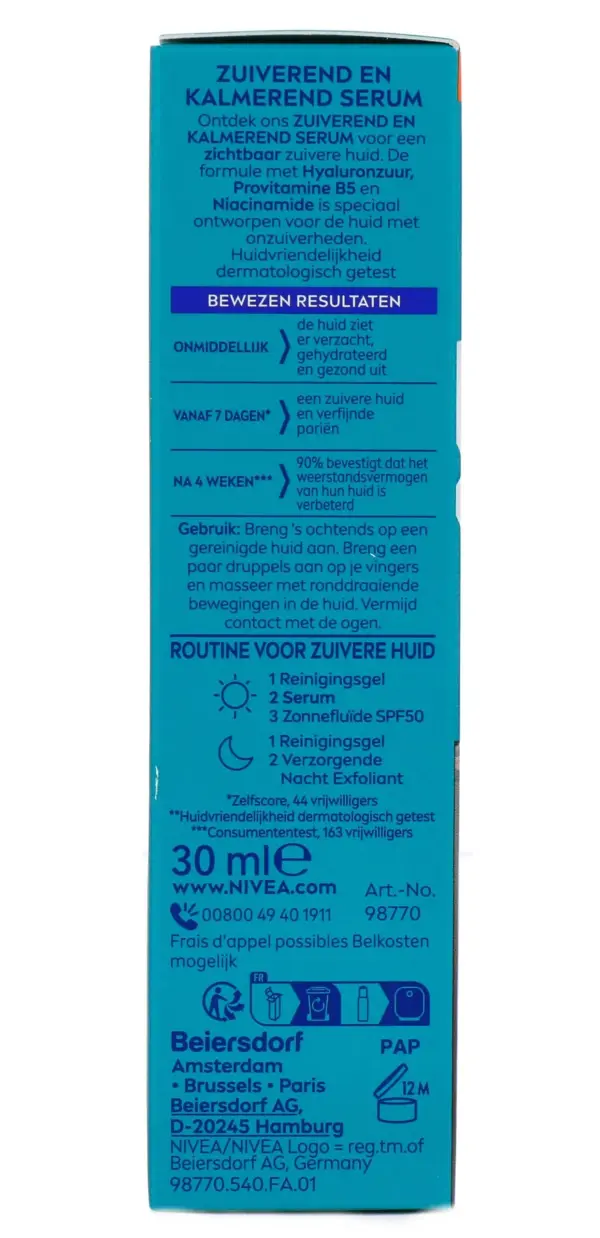 ZUIVEREND EN
KALMEREND SERUM
Ontdek ons ZUIVEREND EN
KALMEREND SERUM voor een
zichtbaar zuivere huid. De
formule met Hyaluronzuur,
Provitamine B5 en
Niacinamide is speciaal
ontworpen voor de huid met
onzuiverheden.
Huidvriendelijkheid
dermatologisch getest
BEWEZEN RESULTATEN
ONMIDDELLIJK
de huid ziet
er verzacht,
gehydrateerd
en gezond uit
VANAF 7 DAGEN*
een zuivere huid
en verfijnde
poriën
NA 4 WEKEN***
90% bevestigt dat het
weerstandsvermogen
van hun huid is
verbeterd
Gebruik: Breng 's ochtends op een
gereinigde huid aan. Breng een
paar druppels aan op je vingers
en masseer met ronddraaiende
bewegingen in de huid. Vermijd
contact met de ogen.
ROUTINE VOOR ZUIVERE HUID
1 Reinigingsgel
2 Serum
3 Zonnefluïde SPF50
1 Reinigingsgel
2 Verzorgende
Nacht Exfoliant
*Zelfscore, 44 vrijwilligers
**Huidvriendelijkheid dermatologisch getest
***Consumententest, 163 vrijwilligers
30 ml e
www.NIVEA.com Art.-No.
00800 49 40 1911 98770
Frais d'appel possibles Belkosten
mogelijk
FR
Beiersdorf PAP
Amsterdam
• Brussels • Paris
12 M
Beiersdorf AG,
D-20245 Hamburg
NIVEA/NIVEA Logo = reg.tm.of
Beiersdorf AG, Germany
98770.540.FA.01